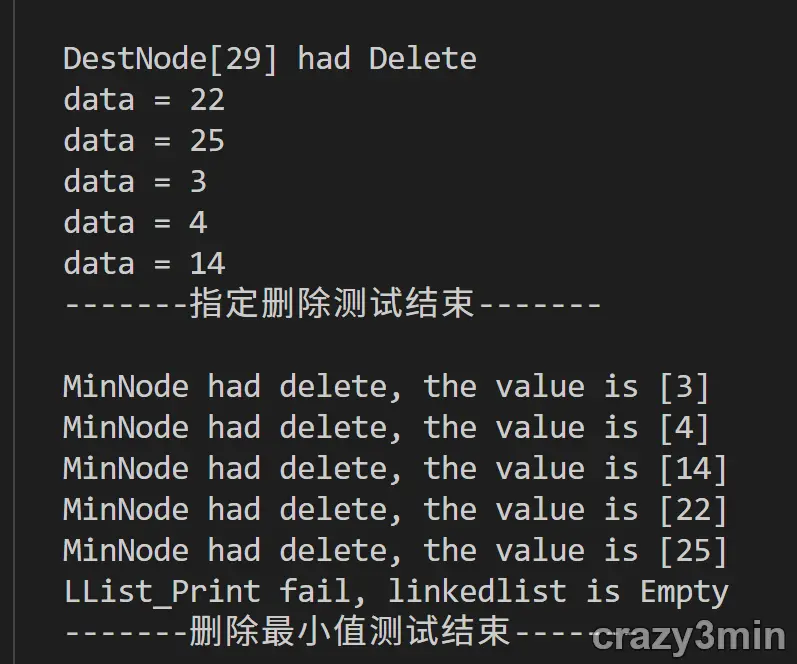 DestNode[29] had Delete
data = 22
data = 25
data = 3
data = 4
data = 14
-------指定删除测试结束-------
MinNode had delete, the value is [3]
MinNode had delete, the value is [4]
MinNode had delete, the value is [14]
MinNode had delete, the value is [22]
MinNode had delete, the value is [25]
LList_Print fail, linkedlist is Empty
-------删除最小值测试结束-------
crazy3min